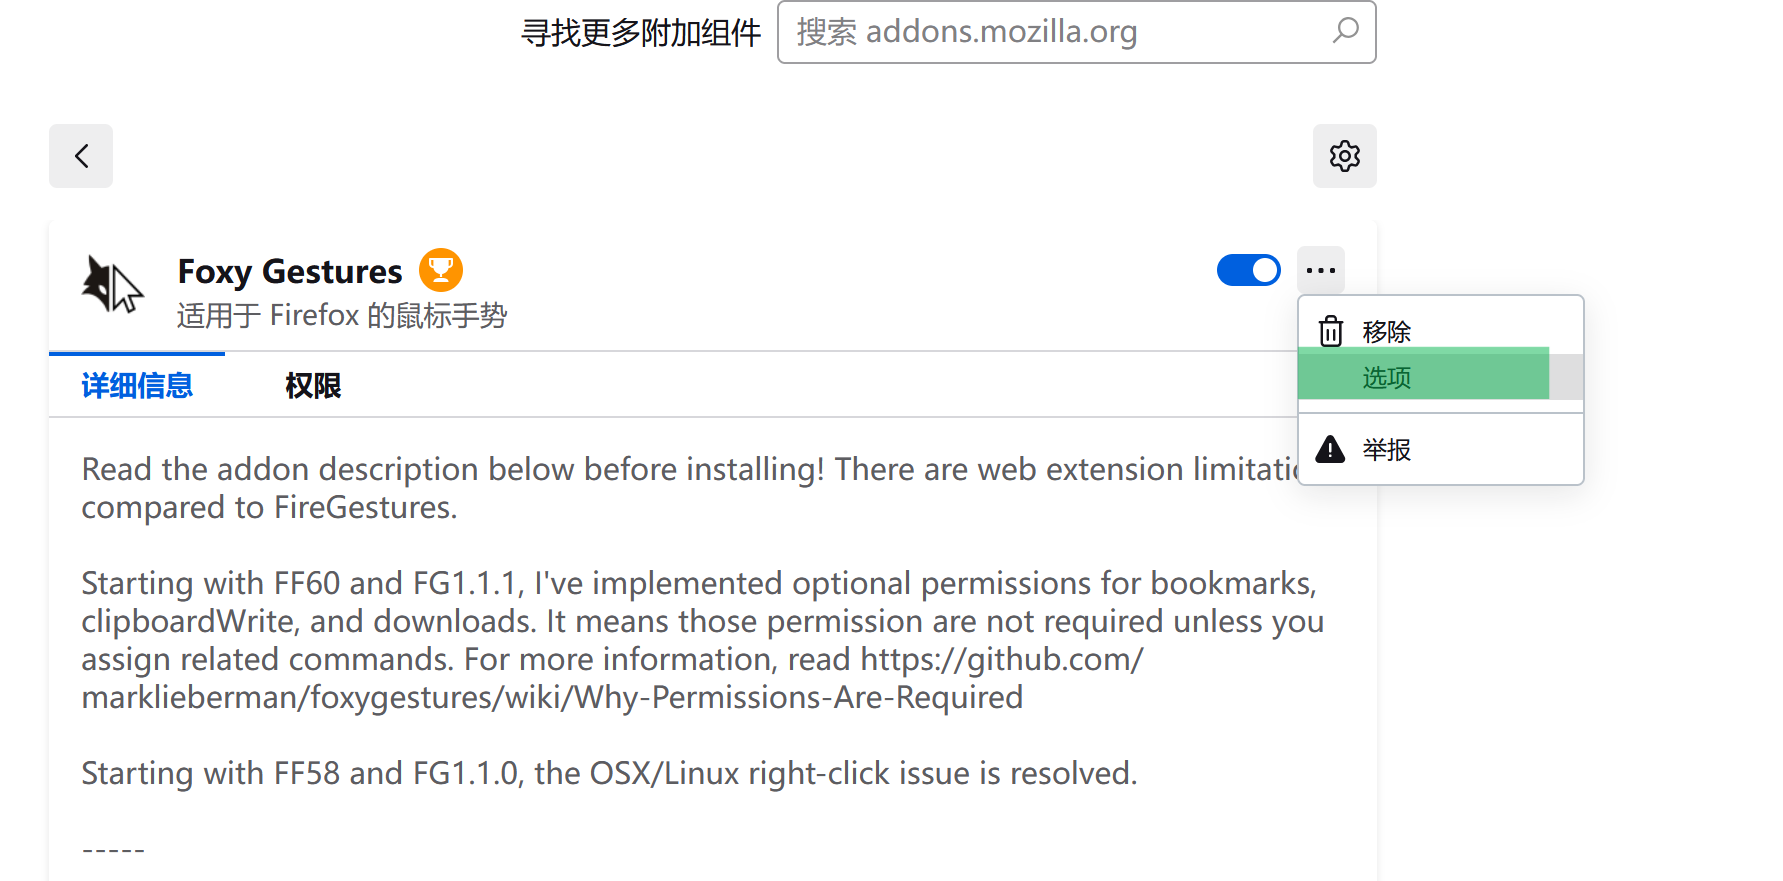 寻找更多附加组件
搜索 addons.mozilla.org
Foxy Gestures
适用于 Firefox 的鼠标手势
移除
选项
举报
详细信息
权限
Read the addon description below before installing! There are web extension limitatio
compared to FireGestures.
Starting with FF60 and FG1.1.1, I've implemented optional permissions for bookmarks,
clipboardWrite, and downloads. It means those permission are not required unless you
assign related commands. For more information, read https://github.com/
marklieberman/foxygestures/wiki/Why-Permissions-Are-Required
Starting with FF58 and FG1.1.0, the OSX/Linux right-click issue is resolved.
-----